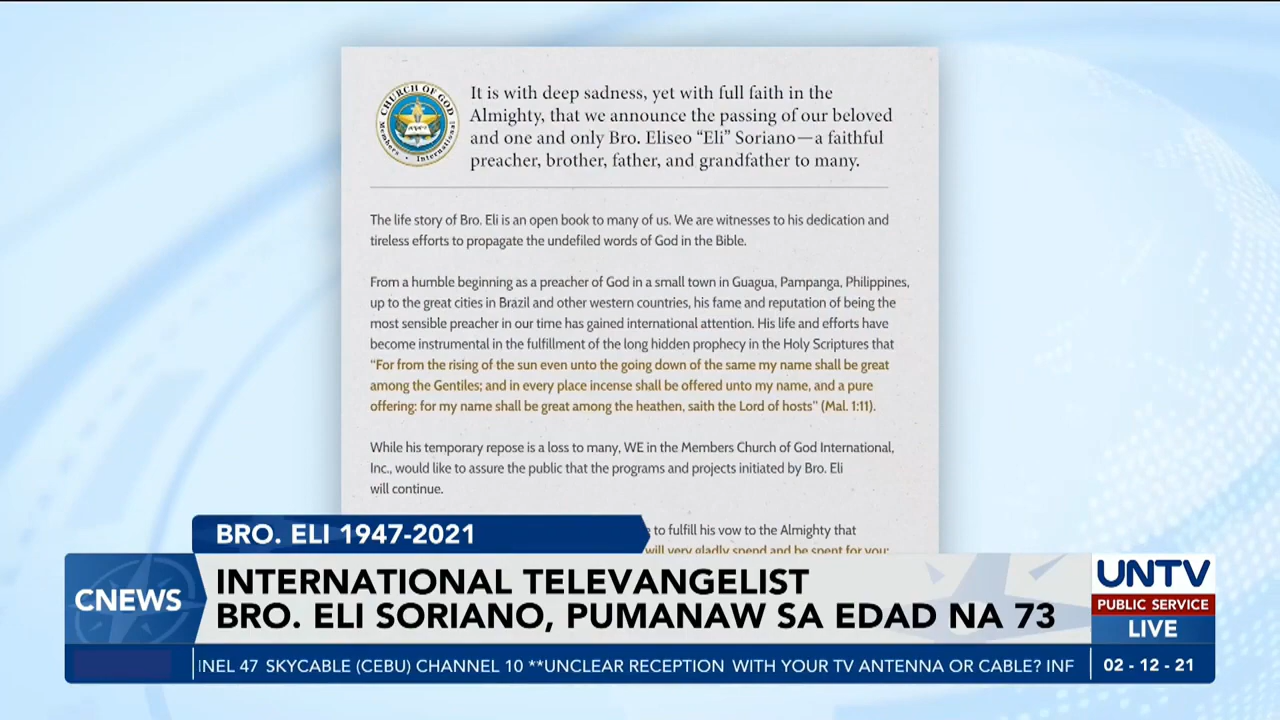 CHURCH OF GOD
Members • International
It is with deep sadness, yet with full faith in the
Almighty, that we announce the passing of our beloved
and one and only Bro. Eliseo “Eli” Soriano—a faithful
preacher, brother, father, and grandfather to many.
The life story of Bro. Eli is an open book to many of us. We are witnesses to his dedication and
tireless efforts to propagate the undefiled words of God in the Bible.
From a humble beginning as a preacher of God in a small town in Guagua, Pampanga, Philippines,
up to the great cities in Brazil and other western countries, his fame and reputation of being the
most sensible preacher in our time has gained international attention. His life and efforts have
become instrumental in the fulfillment of the long hidden prophecy in the Holy Scriptures that
“For from the rising of the sun even unto the going down of the same my name shall be great
among the Gentiles; and in every place incense shall be offered unto my name, and a pure
offering: for my name shall be great among the heathen, saith the Lord of hosts” (Mal. 1:11).
While his temporary repose is a loss to many, WE in the Members Church of God International,
Inc., would like to assure the public that the programs and projects initiated by Bro. Eli
will continue.
to fulfill his vow to the Almighty that
will very gladly spend and be spent for you;
BRO. ELI 1947-2021
CNEWS
INTERNATIONAL TELEVANGELIST
BRO. ELI SORIANO, PUMANAW SA EDAD NA 73
UNTV
PUBLIC SERVICE
LIVE
NEL 47 SKYCABLE (CEBU) CHANNEL 10 **UNCLEAR RECEPTION WITH YOUR TV ANTENNA OR CABLE? INF
02 - 12 - 21